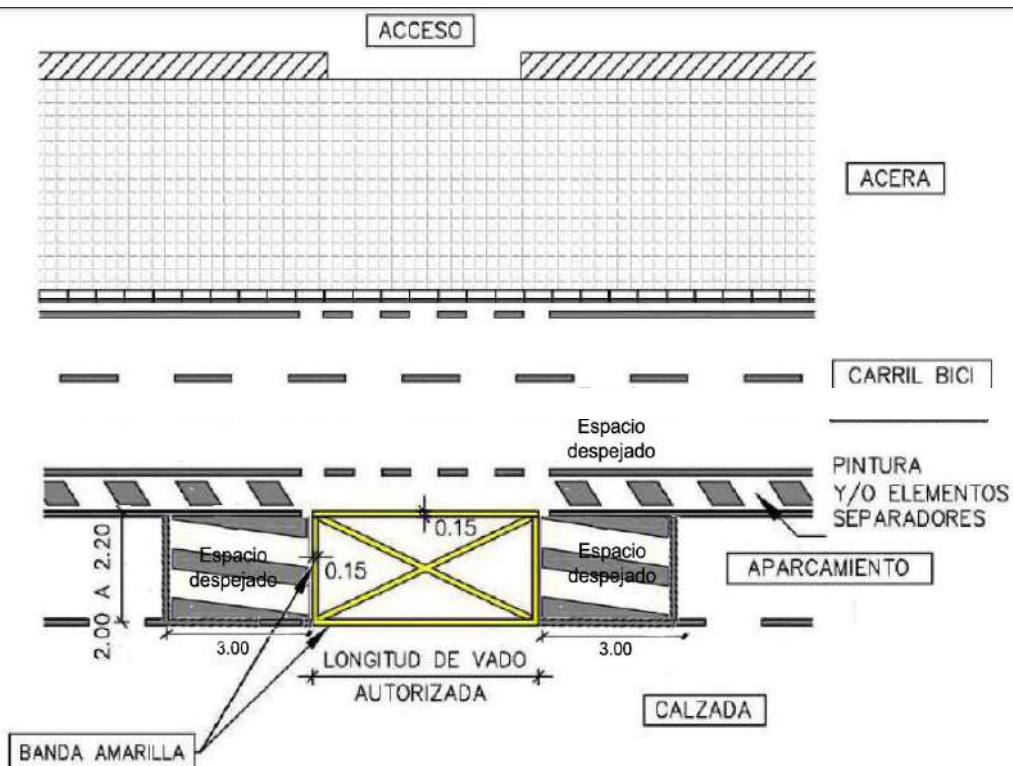 ACCESO
ACERA
CARRIL BICI
Espacio
despejado
PINTURA
Y/O ELEMENTOS
SEPARADORES
0.15
0.15
Espacio
despejado
Espacio
despejado
APARCAMIENTO
2.00 A 2.20
3.00
3.00
LONGITUD DE VADO
AUTORIZADA
CALZADA
BANDA AMARILLA